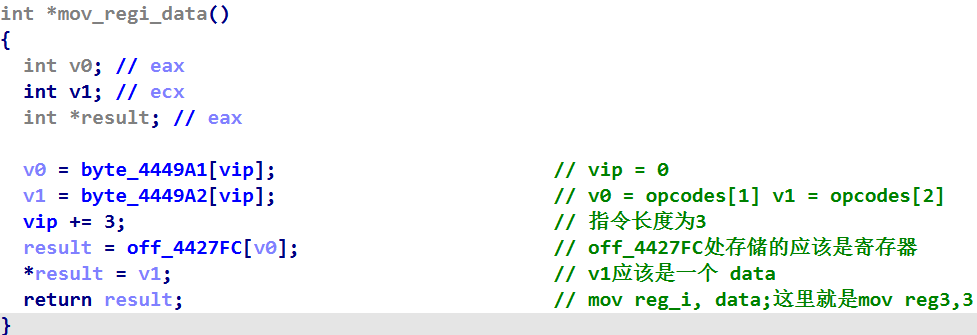 int *mov_regi_data()
{
  int v0; // eax
  int v1; // ecx
  int *result; // eax
  v0 = byte_4449A1[vip];                        // vip = 0
  v1 = byte_4449A2[vip];                        // v0 = opcodes[1] v1 = opcodes[2]
  vip += 3;                                     // 指令长度为3
  result = off_4427FC[v0];                      // off_4427FC处存储的应该是寄存器
  *result = v1;                                 // v1应该是一个 data
  return result;                                // mov reg_i, data;这里就是mov reg3,3
}